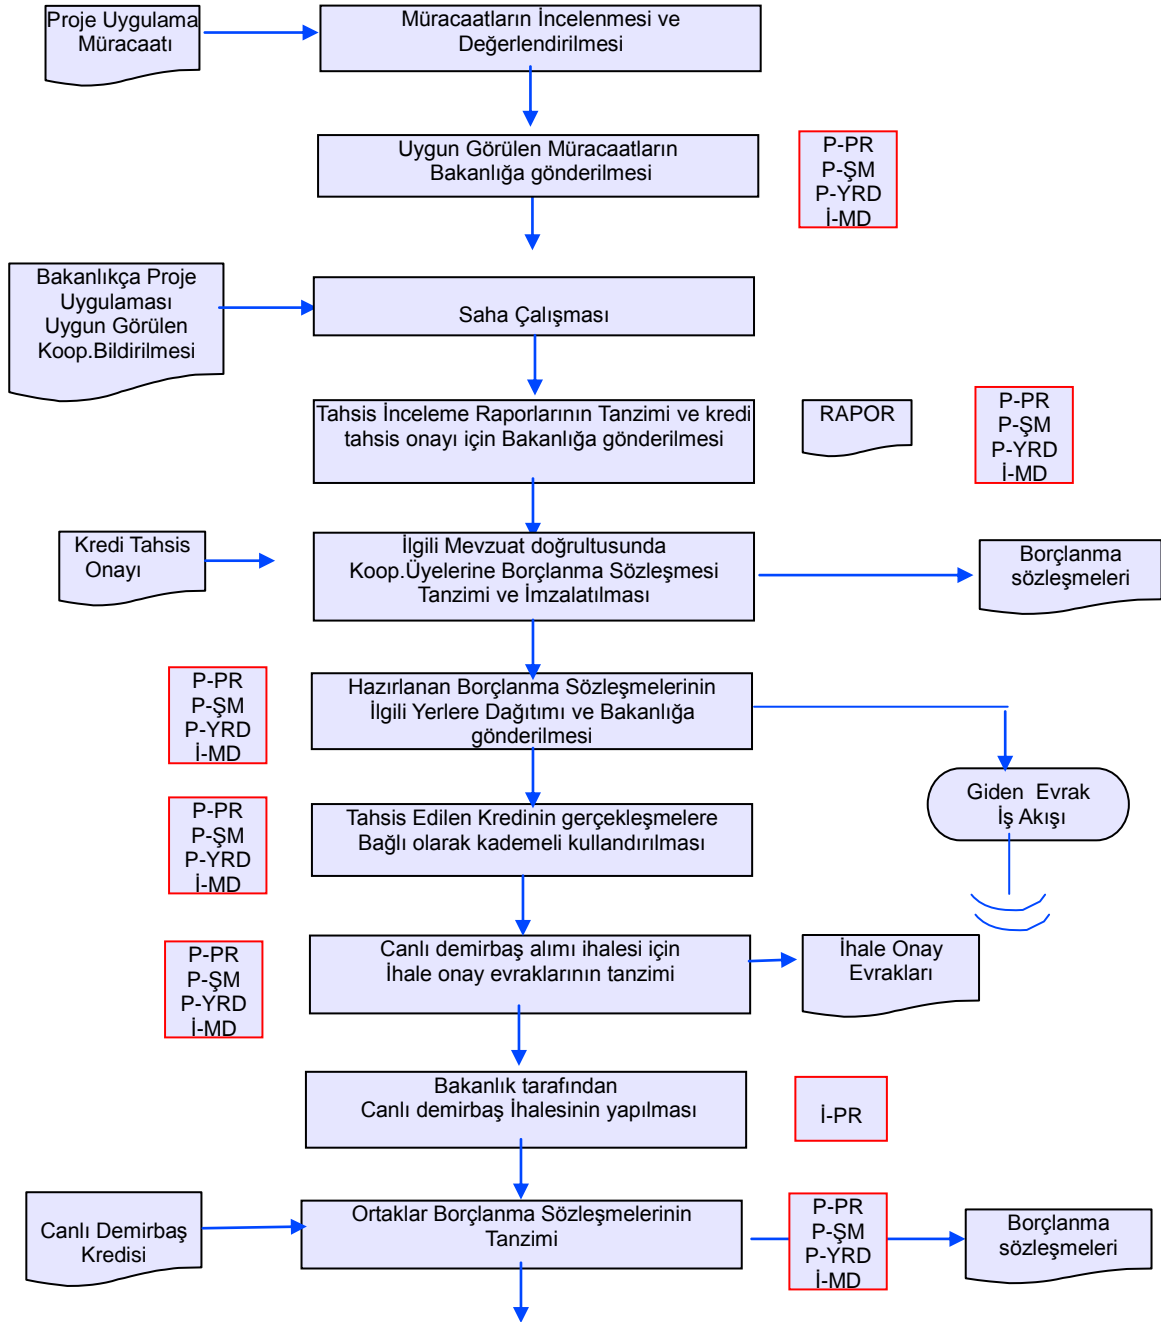 Proje Uygulama
Müracaatı
Müracaatların İncelenmesi ve
Değerlendirilmesi
Uygun Görülen Müracaatların
Bakanlığa gönderilmesi
P-PR
P-ŞM
P-YRD
İ-MD
Bakanlıkça Proje
Uygulaması
Uygun Görülen
Koop.Bildirilmesi
Saha Çalışması
Tahsis İnceleme Raporlarının Tanzimi ve kredi
tahsis onayı için Bakanlığa gönderilmesi
RAPOR
P-PR
P-ŞM
P-YRD
İ-MD
Kredi Tahsis
Onayı
İlgili Mevzuat doğrultusunda
Koop.Üyelerine Borçlanma Sözleşmesi
Tanzimi ve İmzalatılması
Borçlanma
sözleşmeleri
P-PR
P-ŞM
P-YRD
İ-MD
Hazırlanan Borçlanma Sözleşmelerinin
İlgili Yerlere Dağıtımı ve Bakanlığa
gönderilmesi
Giden Evrak
İş Akışı
P-PR
P-ŞM
P-YRD
İ-MD
Tahsis Edilen Kredinin gerçekleşmelere
Bağlı olarak kademeli kullandırılması
P-PR
P-ŞM
P-YRD
İ-MD
Canlı demirbaş alımı ihalesi için
İhale onay evraklarının tanzimi
İhale Onay
Evrakları
Bakanlık tarafından
Canlı demirbaş İhalesinin yapılması
İ-PR
Canlı Demirbaş
Kredisi
Ortaklar Borçlanma Sözleşmelerinin
Tanzimi
P-PR
P-ŞM
P-YRD
İ-MD
Borçlanma
sözleşmeleri